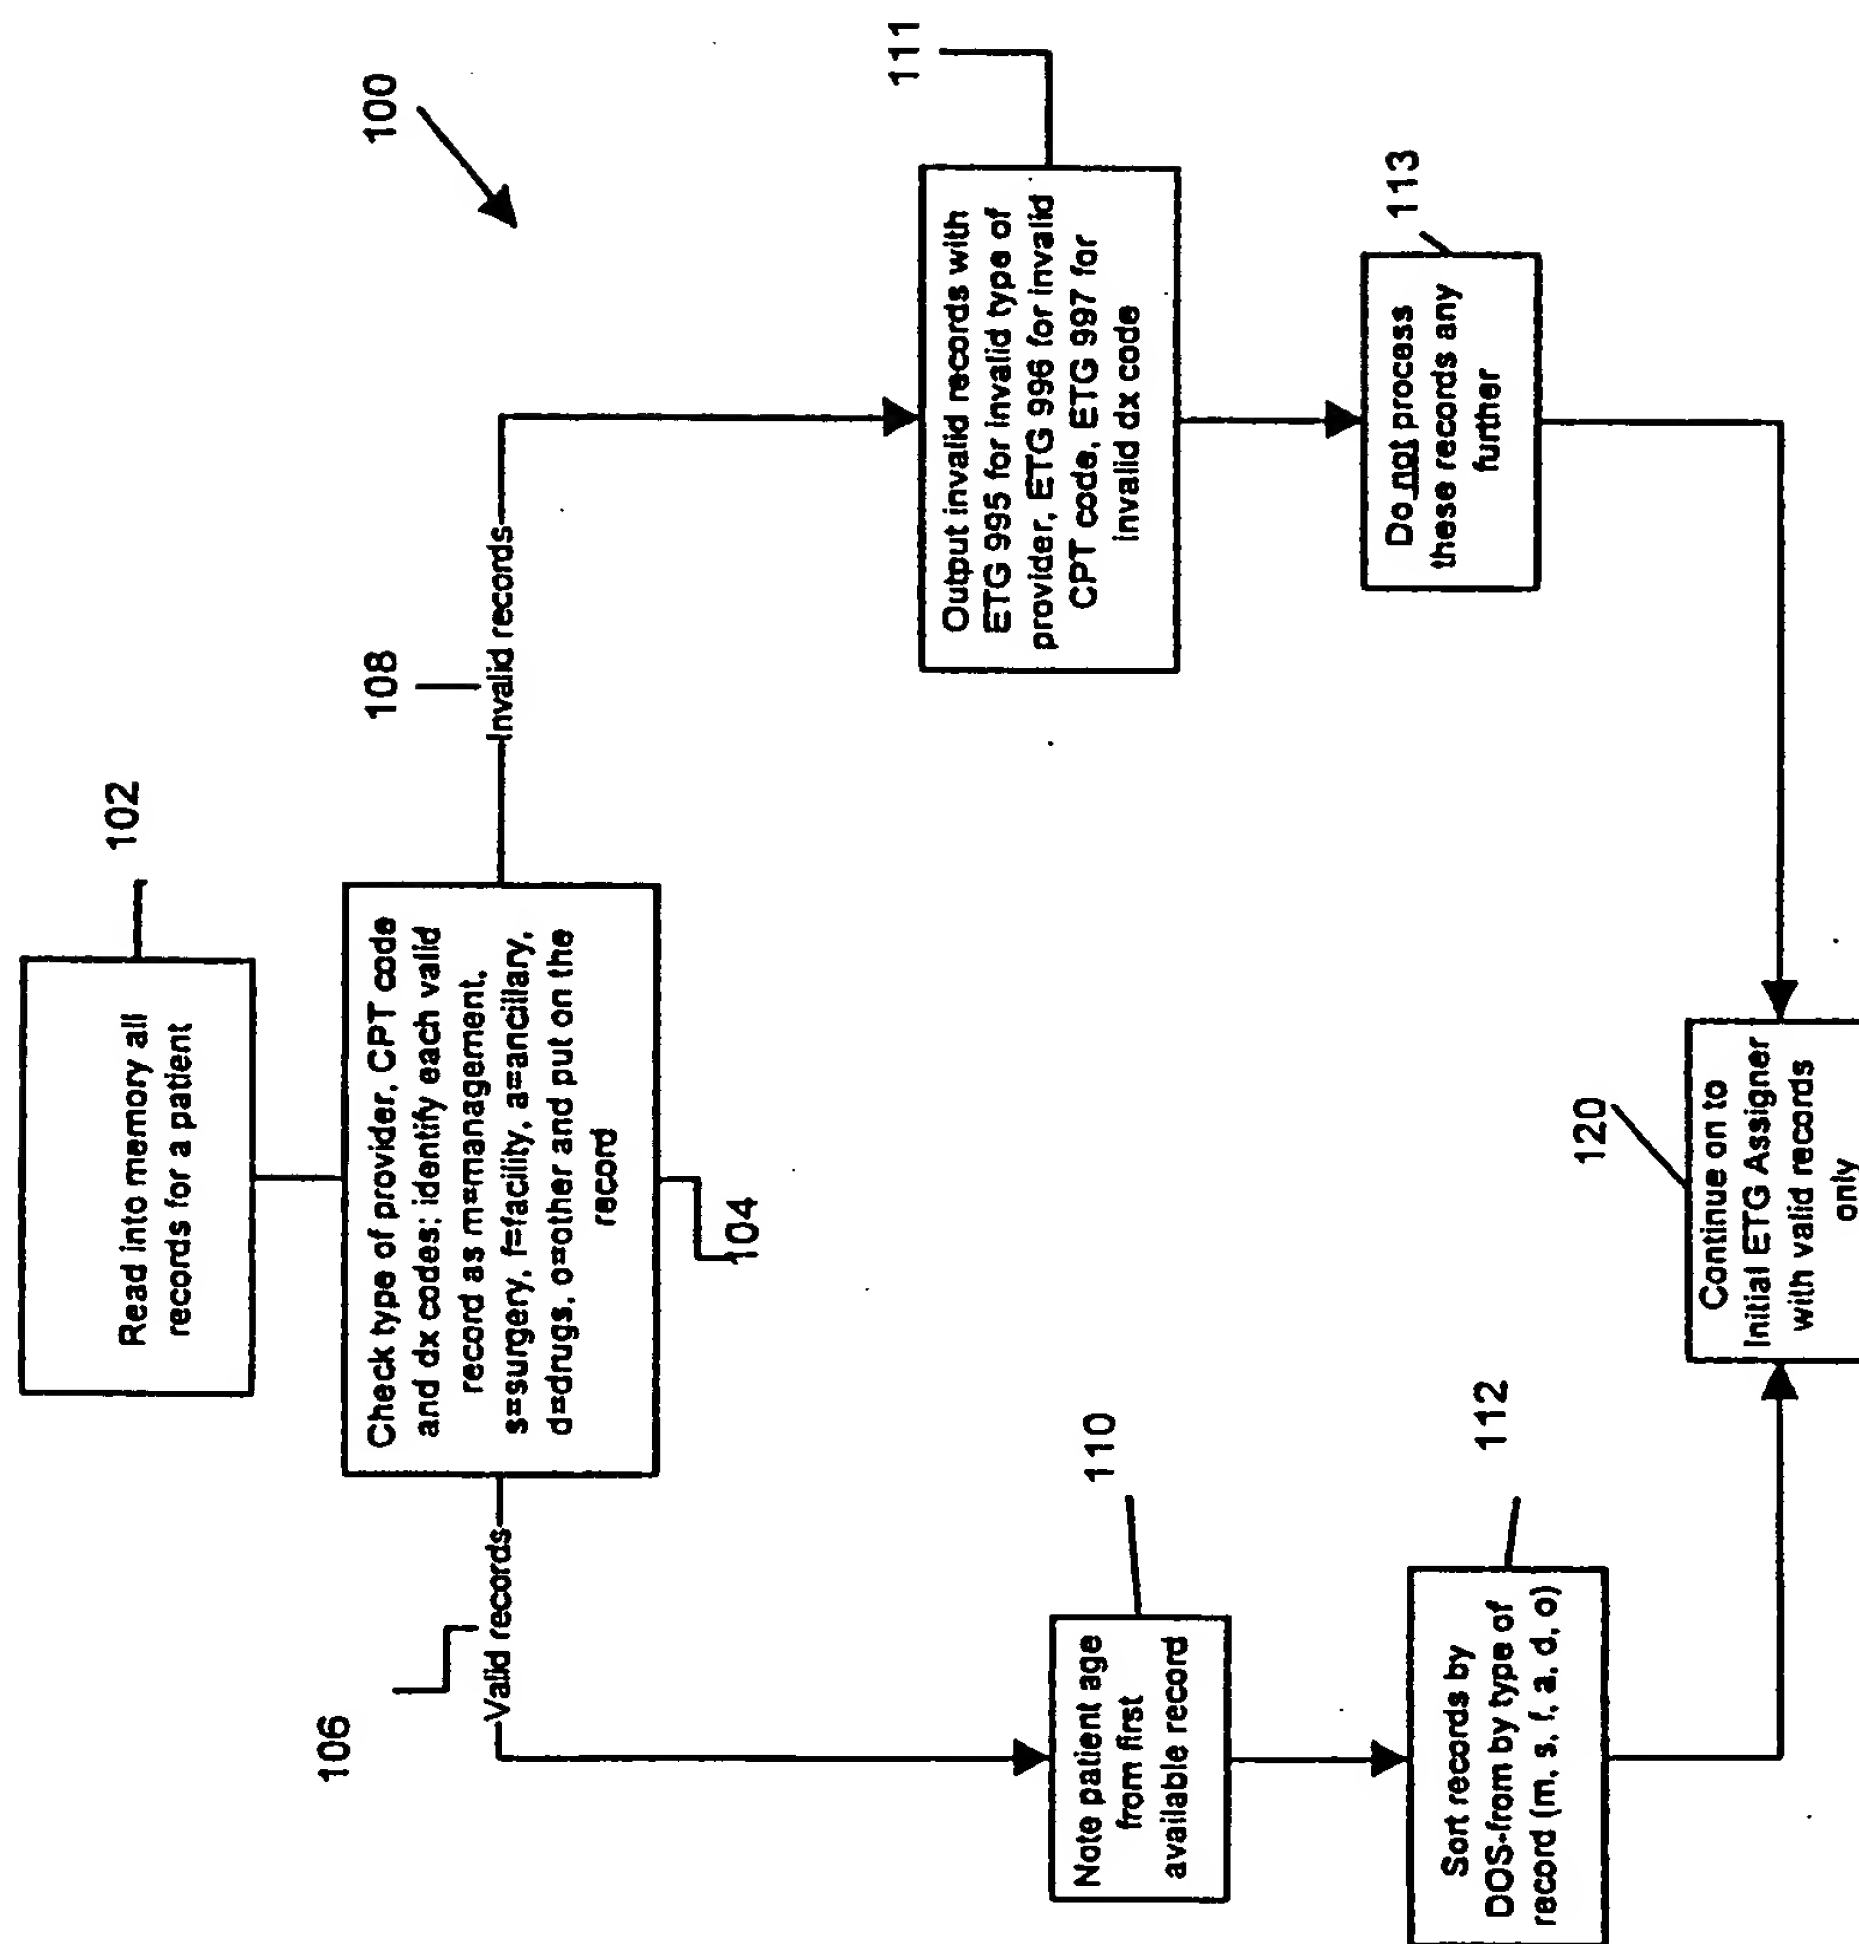 102
Read into memory all
records for a patient
100
Check type of provider, CPT code
and dx codes; identify each valid
record as m=management,
s=surgery, f=facility, a=ancillary,
d=drugs, o=other and put on the
record
104
106
Valid records
108
Invalid records
110
Note patient age
from first
available record
111
Output invalid records with
ETG 995 for invalid type of
provider, ETG 996 for invalid
CPT code, ETG 997 for
invalid dx code
112
Sort records by
DOS-from by type of
record (m, s, f, a, d, o)
113
Do not process
these records any
further
120
Continue on to
Initial ETG Assigner
with valid records
only